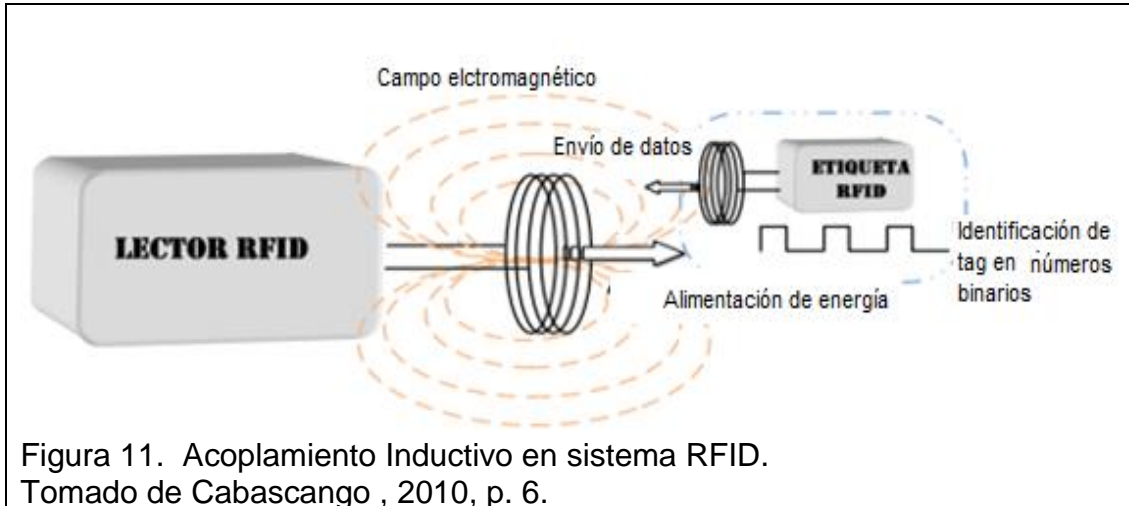 Campo elctromagnético
Envío de datos
ETIQUETA
RFID
LECTOR RFID
Identificación de
tag en números
binarios
Alimentación de energía
Figura 11. Acoplamiento Inductivo en sistema RFID.
Tomado de Cabascango , 2010, p. 6.